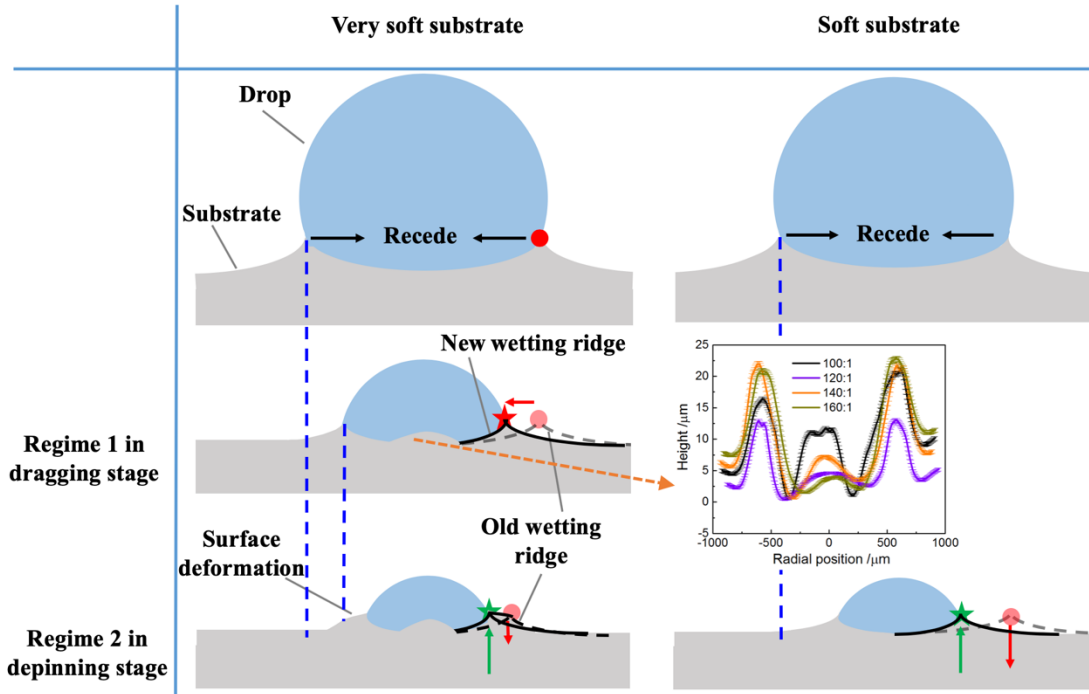 Very soft substrate
Soft substrate
Drop
Substrate
Recede
Recede
New wetting ridge
Regime 1 in
dragging stage
Old wetting
ridge
Height /μm
25
20
15
10
5
0
100:1
120:1
140:1
160:1
-1000
-500
0
500
1000
Radial position /μm
Surface
deformation
Regime 2 in
depinning stage